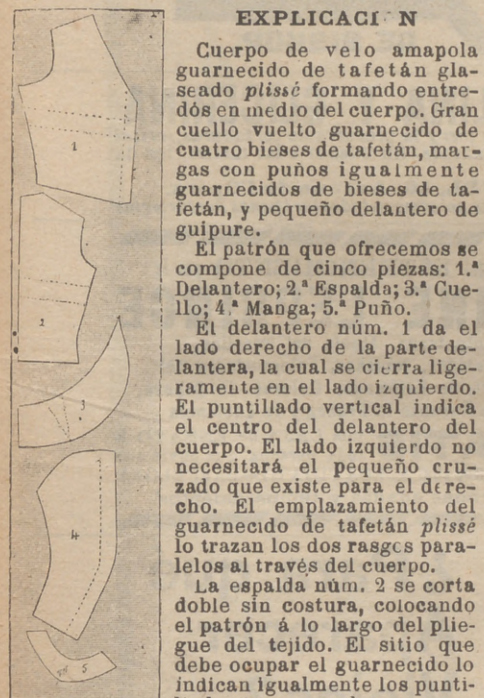 EXPLICACIÓN
Cuerpo de velo amapola
guarnecido de tafetán gla-
seado plissé formando entre-
dós en medio del cuerpo. Gran
cuello vuelto guarnecido de
cuatro bieses de tafetán, mar-
gas con puños igualmente
guarnecidos de bieses de ta-
fetán, y pequeño delantero de
guipure.
El patrón que ofrecemos se
compone de cinco piezas: 1.ª
Delantero; 2.ª Espalda; 3.ª Cue-
llo; 4.ª Manga; 5.ª Puño.
El delantero núm. 1 da el
lado derecho de la parte de-
lantera, la cual se cierra lige-
ramente en el lado izquierdo.
El puntillado vertical indica
el centro del delantero del
cuerpo. El lado izquierdo no
necesitará el pequeño cru-
zado que existe para el dere-
cho. El emplazamiento del
guarnecido de tafetán plissé
lo trazan los dos rasgos para-
lelos al través del cuerpo.
La espalda núm. 2 se corta
doble sin costura, colocando
el patrón á lo largo del plie-
gue del tejido. El sitio que
debe ocupar el guarnecido lo
indican igualmente los punti-
1
2
3
4
5